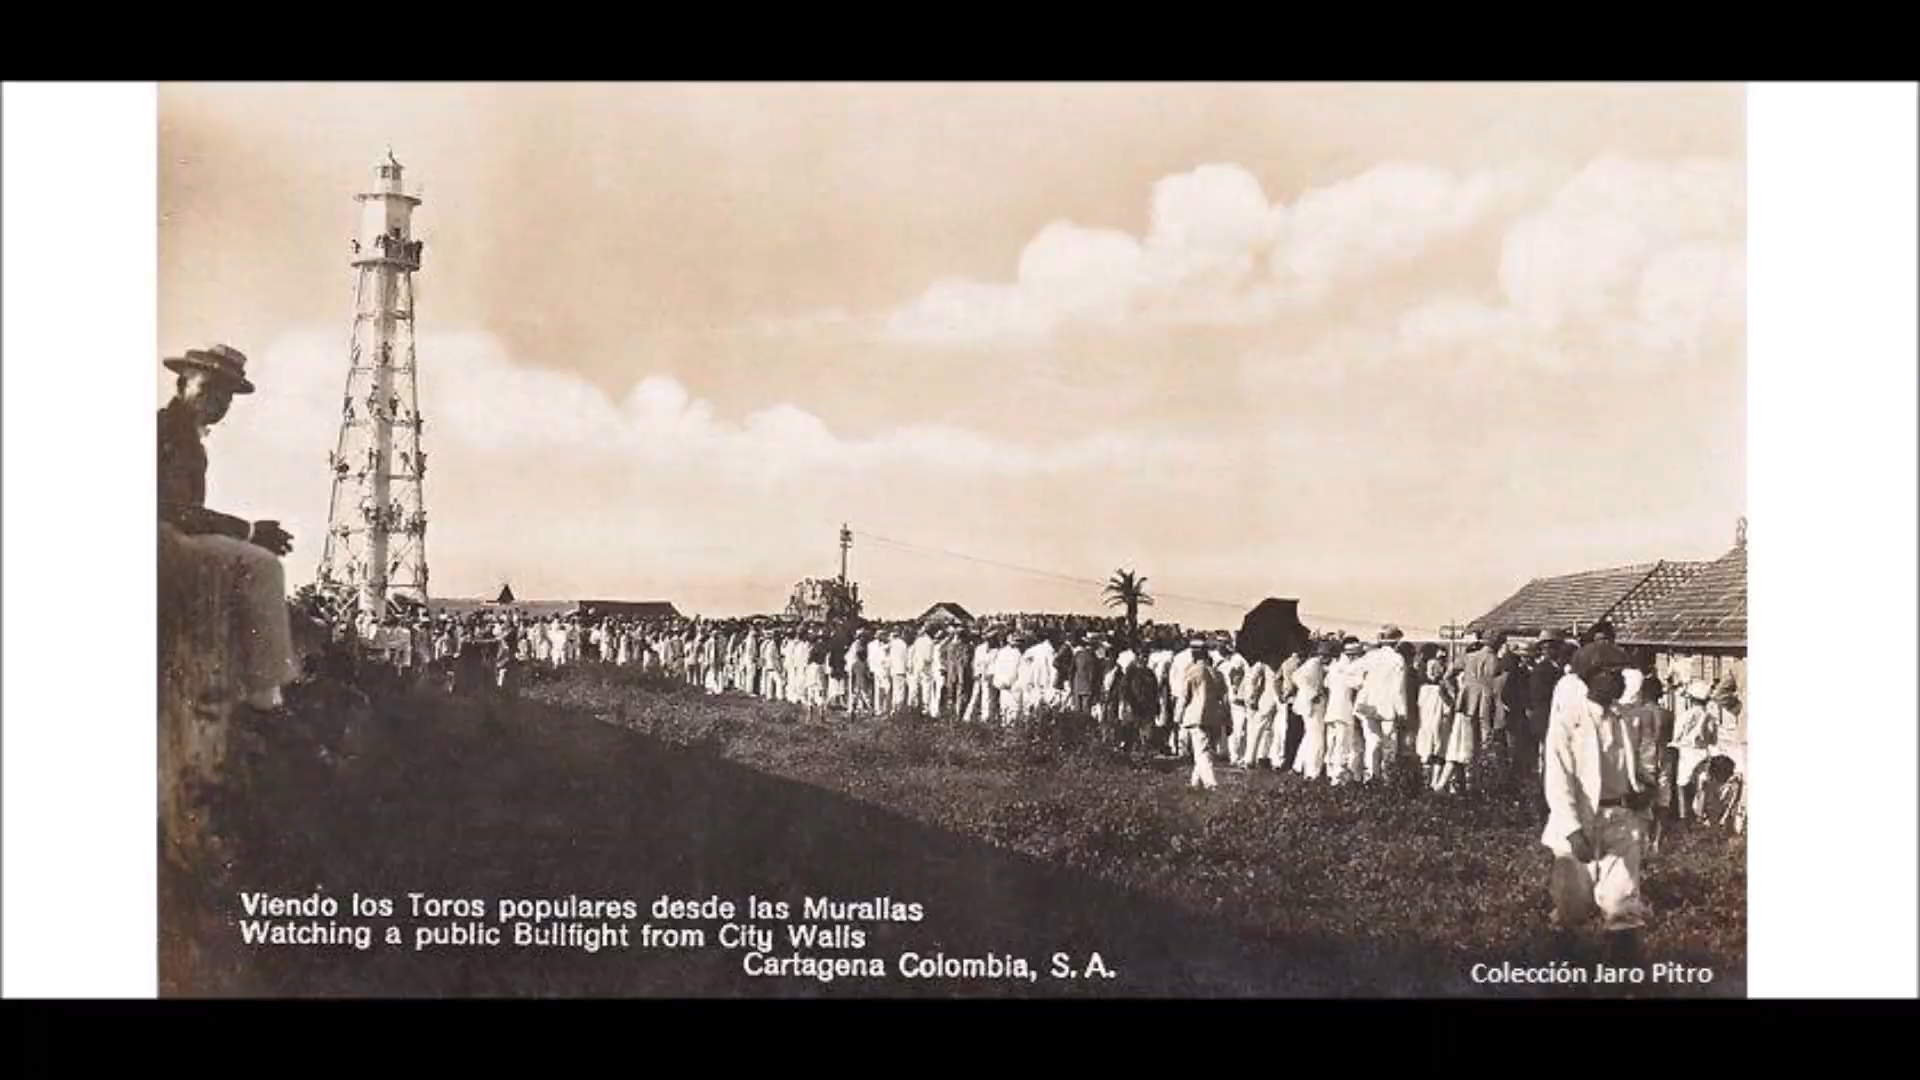 Viendo los Toros populares desde las Murallas
Watching a public Bullfight from City Walls
Cartagena Colombia, S. A.
Colección Jaro Pitro